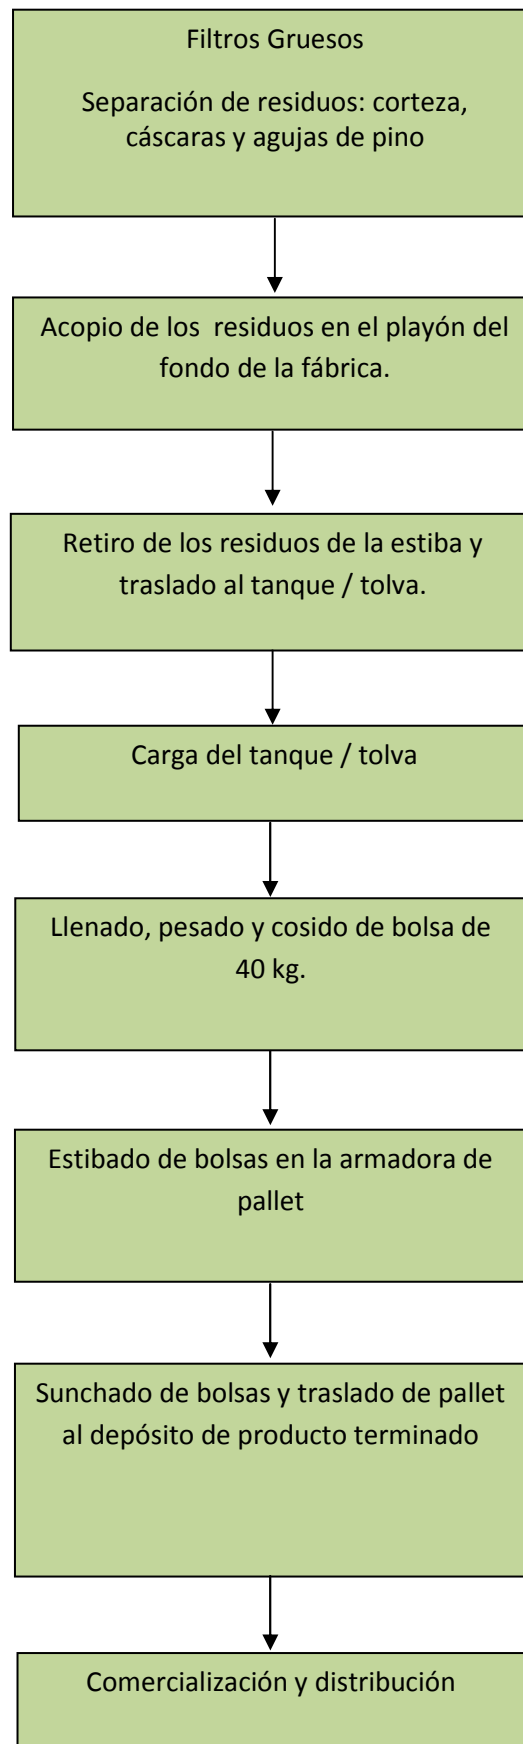 Filtros Gruesos
Separación de residuos: corteza,
cáscaras y agujas de pino
Acopio de los residuos en el playón del
fondo de la fábrica.
Retiro de los residuos de la estiba y
traslado al tanque / tolva.
Carga del tanque / tolva
Llenado, pesado y cosido de bolsa de
40 kg.
Estibado de bolsas en la armadora de
pallet
Sunchado de bolsas y traslado de pallet
al depósito de producto terminado
Comercialización y distribución